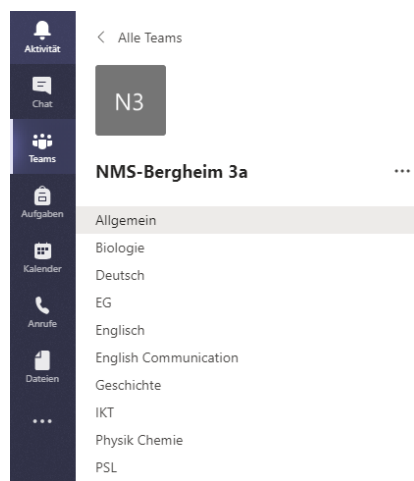 Aktivität
Chat
Teams
Aufgaben
Kalender
Anrufe
Dateien
Alle Teams
N3
NMS-Bergheim 3a
Allgemein
Biologie
Deutsch
EG
Englisch
English Communication
Geschichte
IKT
Physik Chemie
PSL